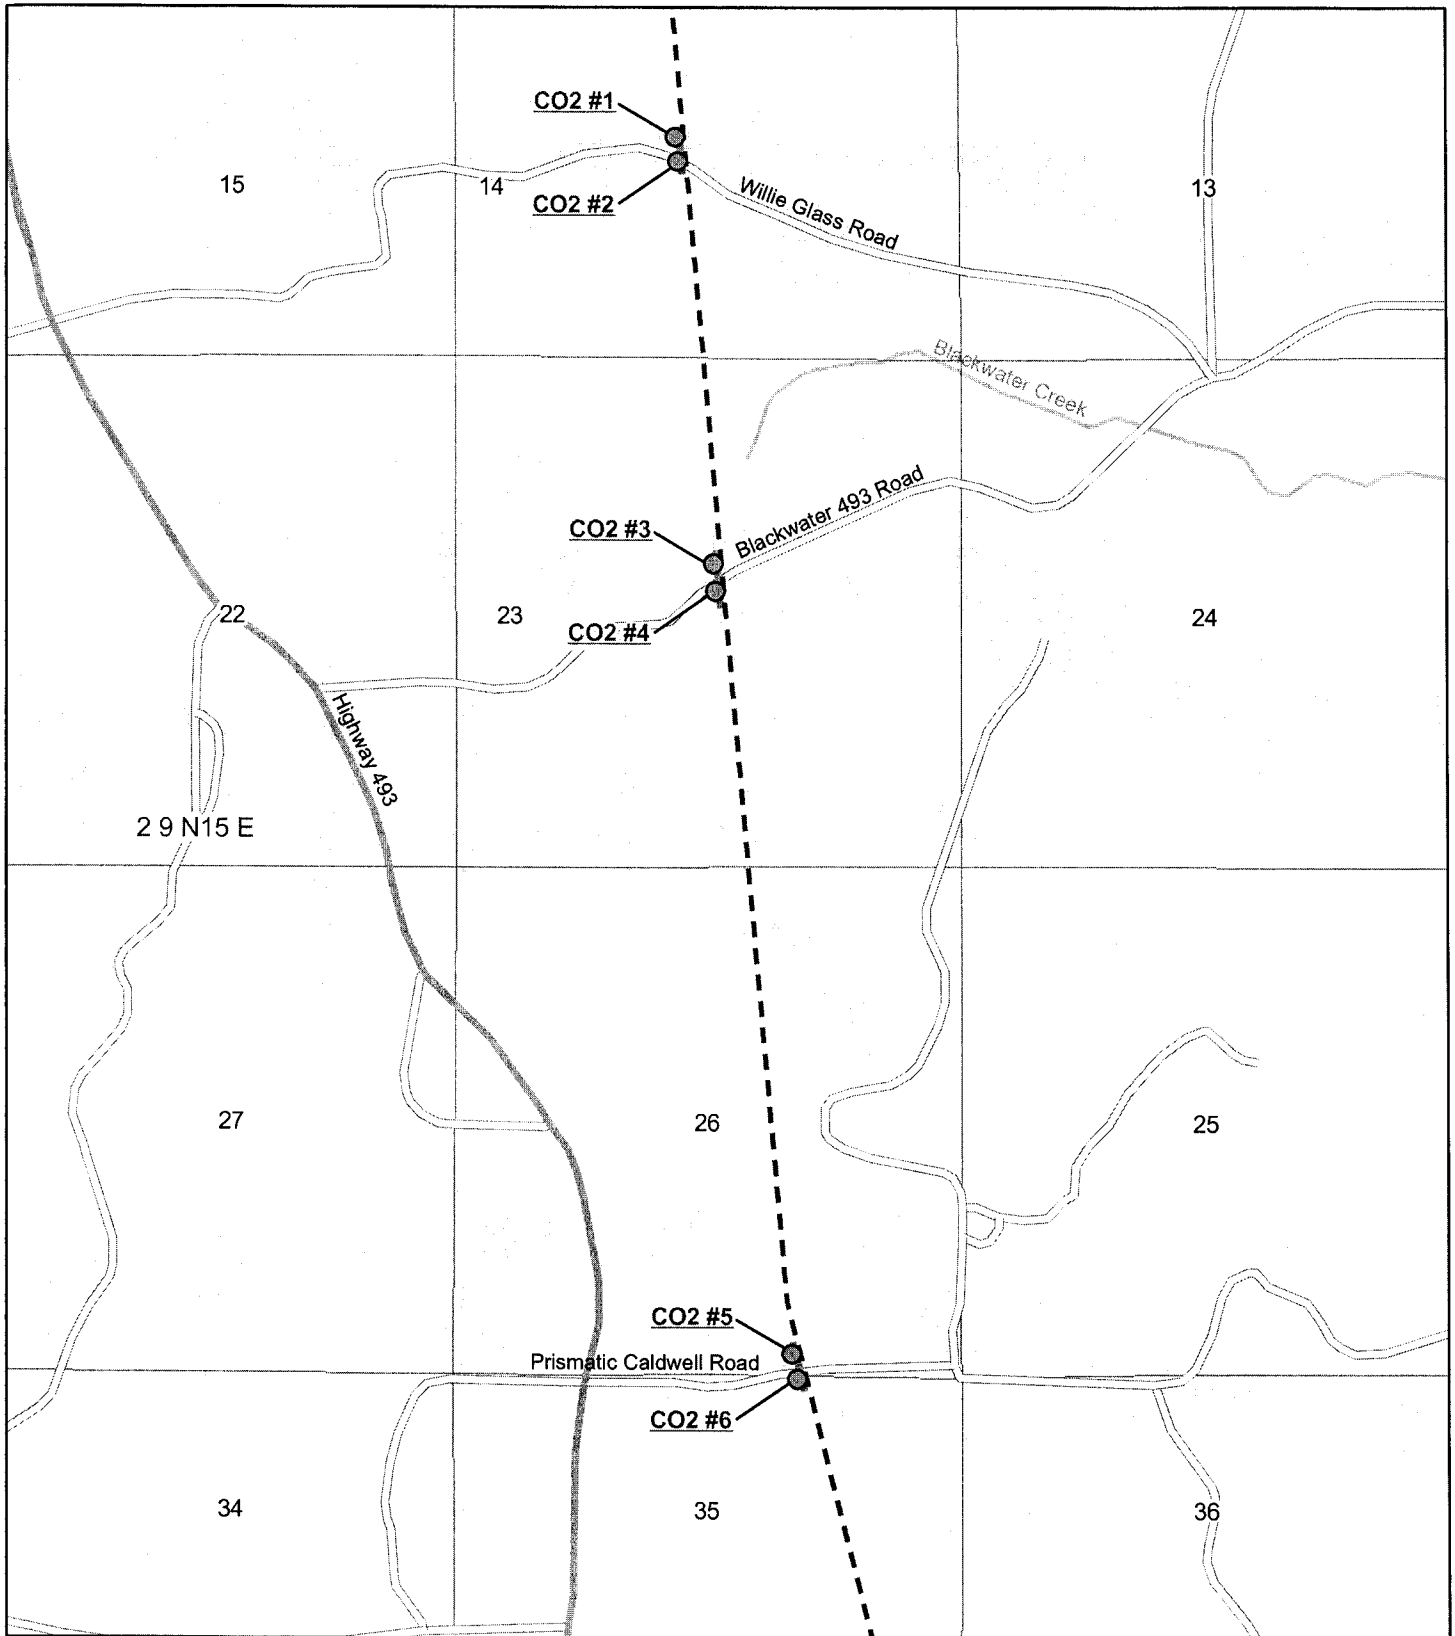 CO2 #1
15
14
13
CO2 #2
Willie Glass Road
Blackwater Creek
CO2 #3
Blackwater 493 Road
22
23
24
CO2 #4
Highway 493
2 9 N15 E
27
26
25
CO2 #5
Prismatic Caldwell Road
CO2 #6
34
35
36